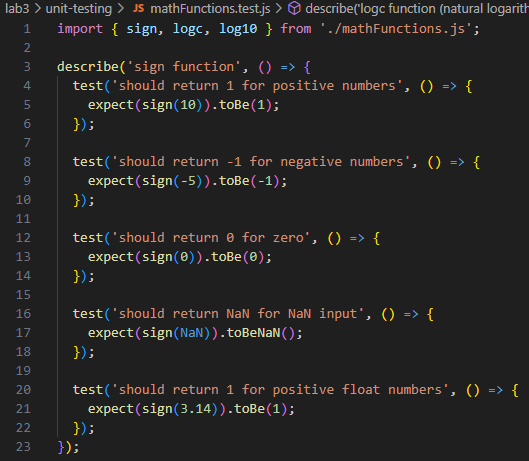 lab3 > unit-testing > JS mathFunctions.test.js > describe('logc function (natural logarith
1 import { sign, logc, log10 } from './mathFunctions.js';
2
3 describe('sign function', () => {
4   test('should return 1 for positive numbers', () => {
5     expect(sign(10)).toBe(1);
6   });
7
8   test('should return -1 for negative numbers', () => {
9     expect(sign(-5)).toBe(-1);
10   });
11
12   test('should return 0 for zero', () => {
13     expect(sign(0)).toBe(0);
14   });
15
16   test('should return NaN for NaN input', () => {
17     expect(sign(NaN)).toBeNaN();
18   });
19
20   test('should return 1 for positive float numbers', () => {
21     expect(sign(3.14)).toBe(1);
22   });
23 });